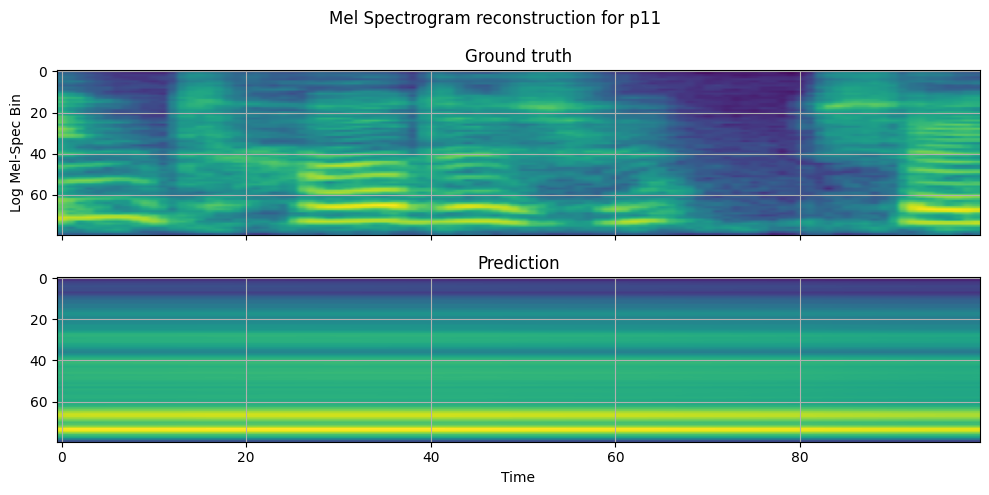 Mel Spectrogram reconstruction for p11
Ground truth
Log Mel-Spec Bin
0
20
40
60
Prediction
0
20
40
60
0 20 40 60 80
Time